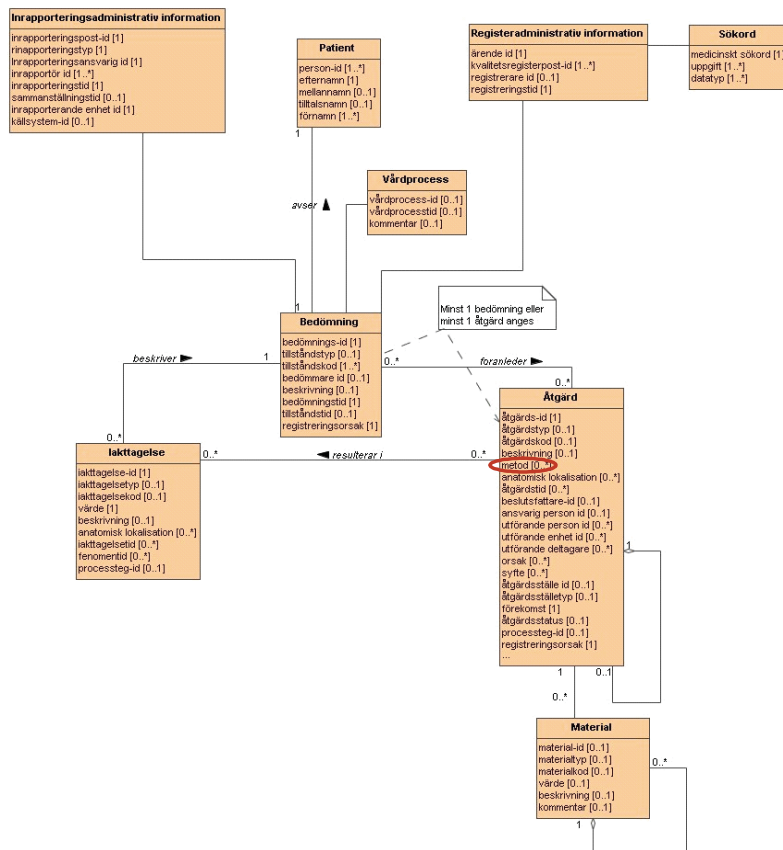 Inrapporteringsadministrativ information
inrapporteringspost-id [1]
rinapporteringstyp [1]
Inrapporteringsansvarig id [1]
inrapportör id [1..*]
inrapporteringstid [1]
sammanställningstid [0..1]
inrapporterande enhet id [1]
källsystem-id [0..1]
Patient
person-id [1..*]
efternamn [1]
mellannamn [0..1]
tilltalsnamn [0..1]
förnamn [1..*]
1
Registeradministrativ information
ärende id [1]
kvalitetsregisterpost-id [1..*]
registrerare id [0..1]
registreringstid [1]
Sökord
medicinskt sökord [1]
uppgift [1..*]
datatyp [1..*]
Vårdprocess
vårdprocess-id [0..1]
vårdprocesstid [0..1]
kommentar [0..1]
avser
1
Minst 1 bedömning eller
minst 1 åtgärd anges
Bedömning
bedömnings-id [1]
tillståndstyp [0..1]
tillståndskod [1..*]
bedömmare id [0..1]
beskrivning [0..1]
bedömningstid [1]
tillståndstid [0..1]
registreringsorsak [1]
beskriver
1
0..*
0..*
foranleder
0..*
Åtgärd
åtgärds-id [1]
åtgärdstyp [0..1]
åtgärdskod [0..1]
beskrivning [0..1]
metod [0..*]
anatomisk lokalisation [0..*]
åtgärdstid [0..*]
beslutsfattare-id [0..1]
ansvarig person id [0..1]
utförande person id [0..*]
utförande enhet id [0..*]
utförande deltagare [0..*]
orsak [0..*]
syfte [0..*]
åtgärdsställe id [0..1]
åtgärdsställetyp [0..1]
förekomst [1]
åtgärdsstatus [0..1]
processteg-id [0..1]
registreringsorsak [1]
...
Iakttagelse
iakttagelse-id [1]
iakttagelsetyp [0..1]
iakttagelsekod [0..1]
värde [1]
beskrivning [0..1]
anatomisk lokalisation [0..*]
iakttagelsetid [0..*]
fenomentid [0..*]
processteg-id [0..1]
0..*
resulterar i
0..*
1
0..1
1
0..*
Material
material-id [0..1]
materialtyp [0..1]
materialkod [0..1]
värde [0..1]
beskrivning [0..1]
kommentar [0..1]
0..*
1